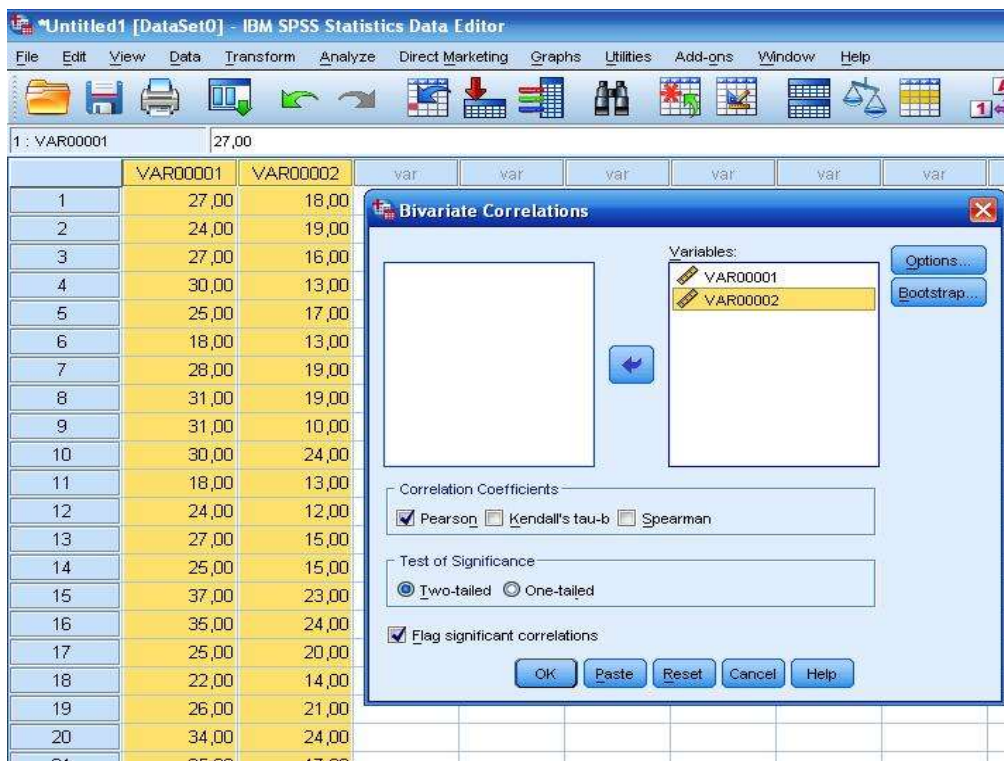 *Untitled1 [DataSet0] - IBM SPSS Statistics Data Editor
File Edit View Data Transform Analyze Direct Marketing Graphs Utilities Add-ons Window Help
1 : VAR00001 27,00
VAR00001 VAR00002 var var var var var var
1 27,00 18,00
2 24,00 19,00
3 27,00 16,00
4 30,00 13,00
5 25,00 17,00
6 18,00 13,00
7 28,00 19,00
8 31,00 19,00
9 31,00 10,00
10 30,00 24,00
11 18,00 13,00
12 24,00 12,00
13 27,00 15,00
14 25,00 15,00
15 37,00 23,00
16 35,00 24,00
17 25,00 20,00
18 22,00 14,00
19 26,00 21,00
20 34,00 24,00
Bivariate Correlations
Variables:
VAR00001
VAR00002
Options...
Bootstrap...
Correlation Coefficients
Pearson Kendall's tau-b Spearman
Test of Significance
Two-tailed One-tailed
Flag significant correlations
OK Paste Reset Cancel Help